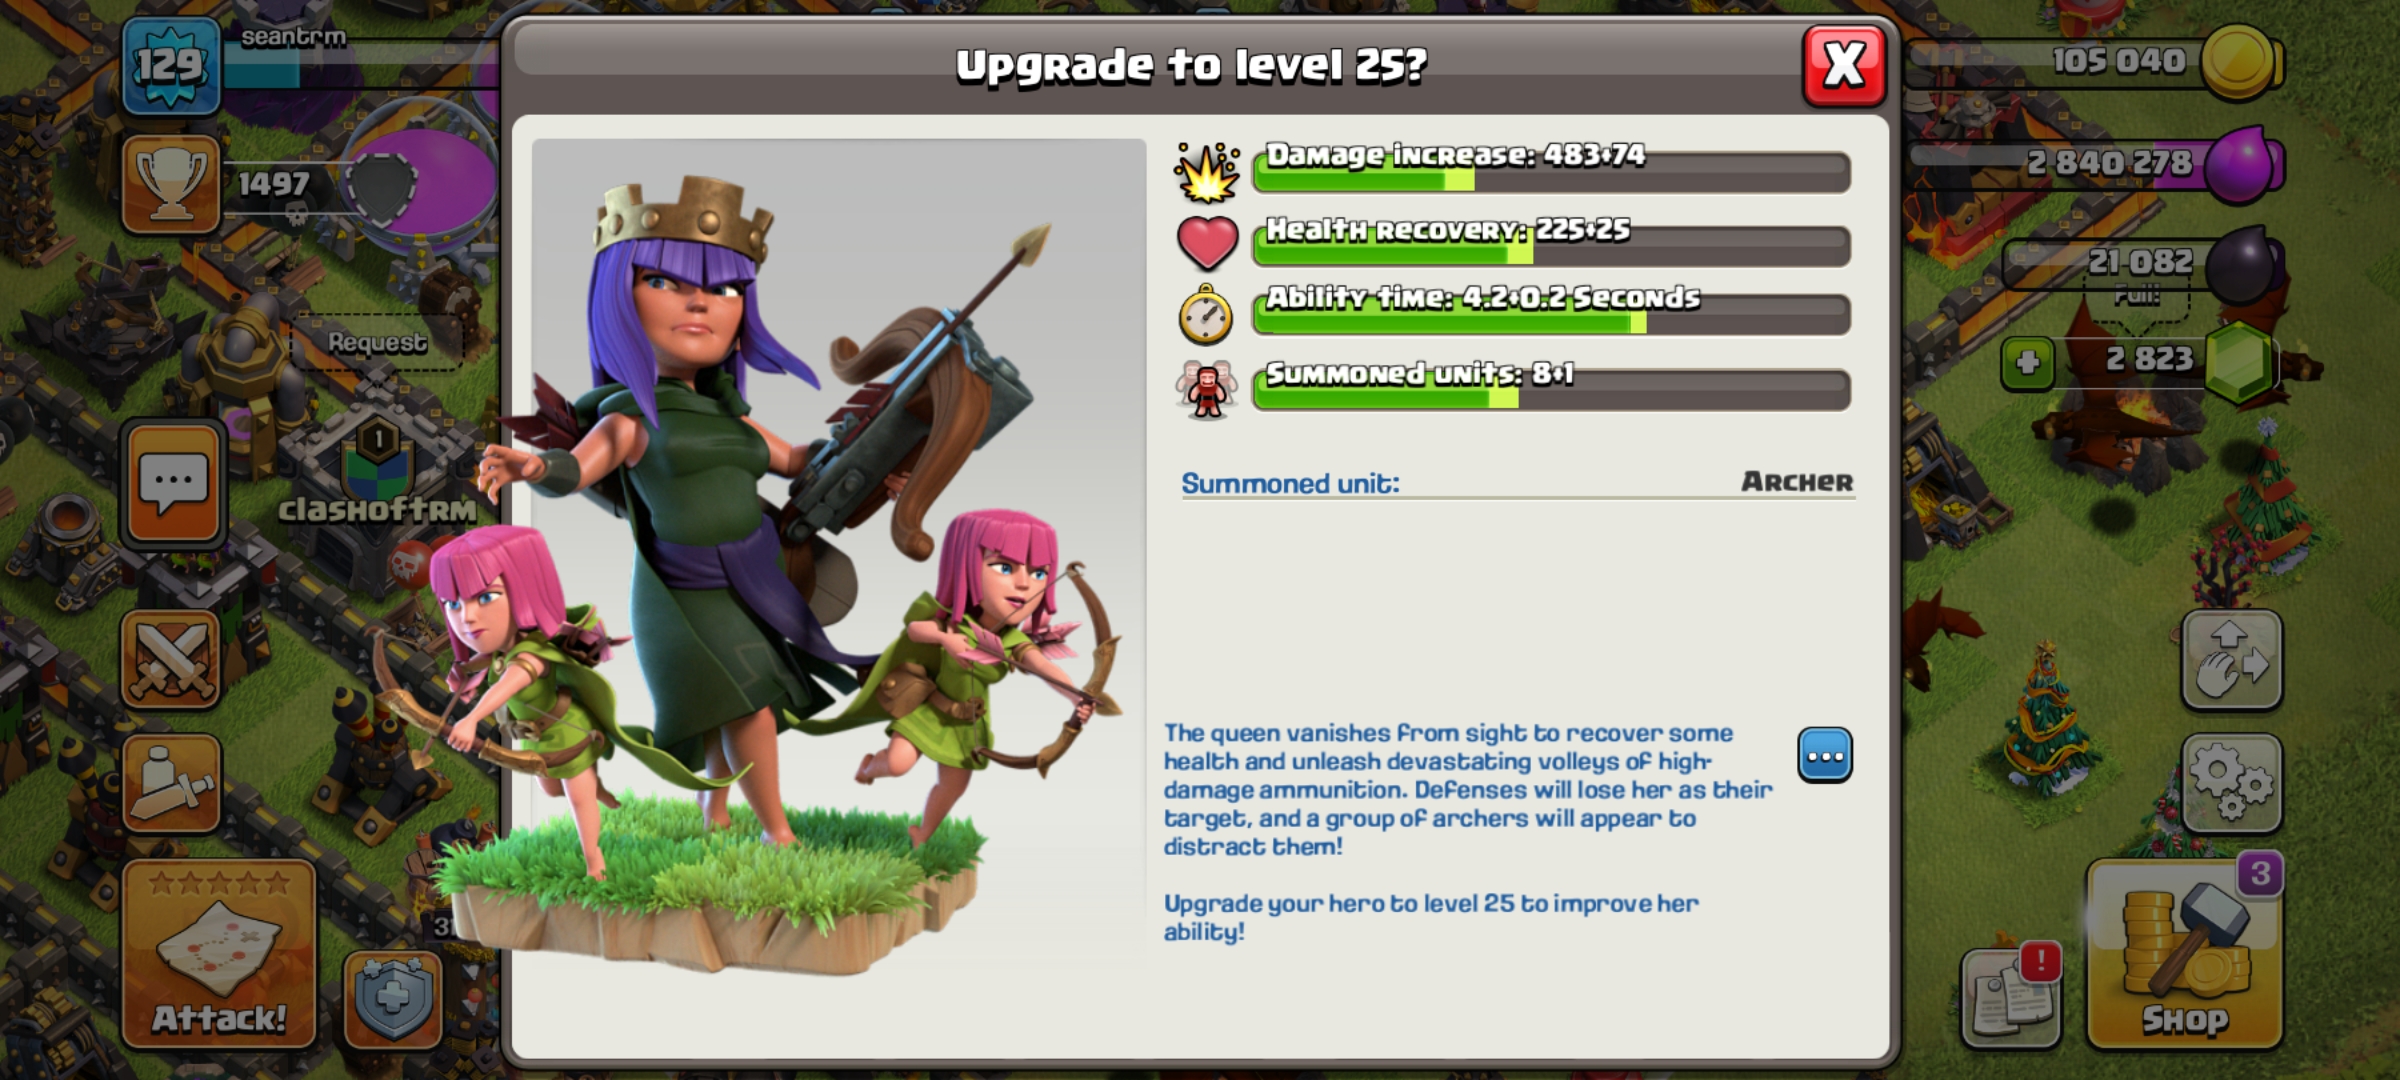 129
seantrm
Upgrade to level 25?
X
105 040
1497
2 840 278
21 082
Full:
2 823
Request
1
clashoftrm
Damage increase: 483+74
Health recovery: 225+25
Ability time: 4.2+0.2 Seconds
Summoned units: 8+1
Summoned unit: Archer
The queen vanishes from sight to recover some
health and unleash devastating volleys of high-
damage ammunition. Defenses will lose her as their
target, and a group of archers will appear to
distract them!
Upgrade your hero to level 25 to improve her
ability!
Attack!
3
!
Shop